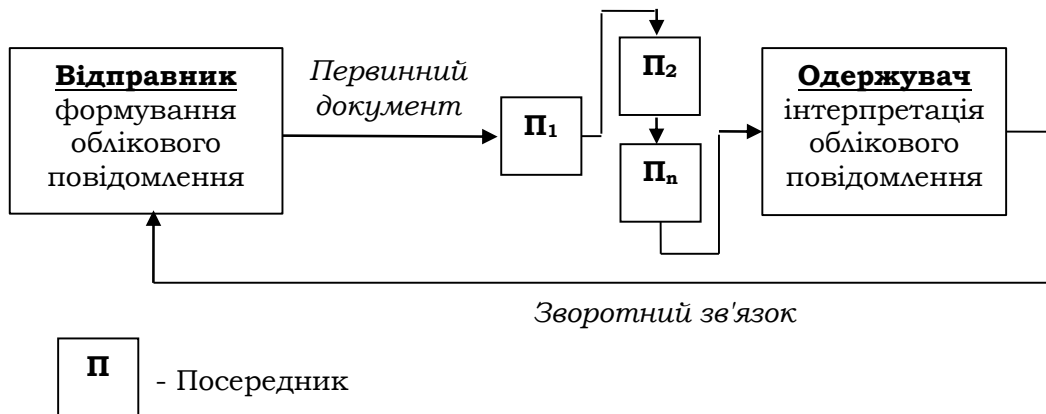 Відправник
формування
облікового
повідомлення
Первинний
документ
П₁
П₂
Пₙ
Одержувач
інтерпретація
облікового
повідомлення
Зворотний зв'язок
П
- Посередник